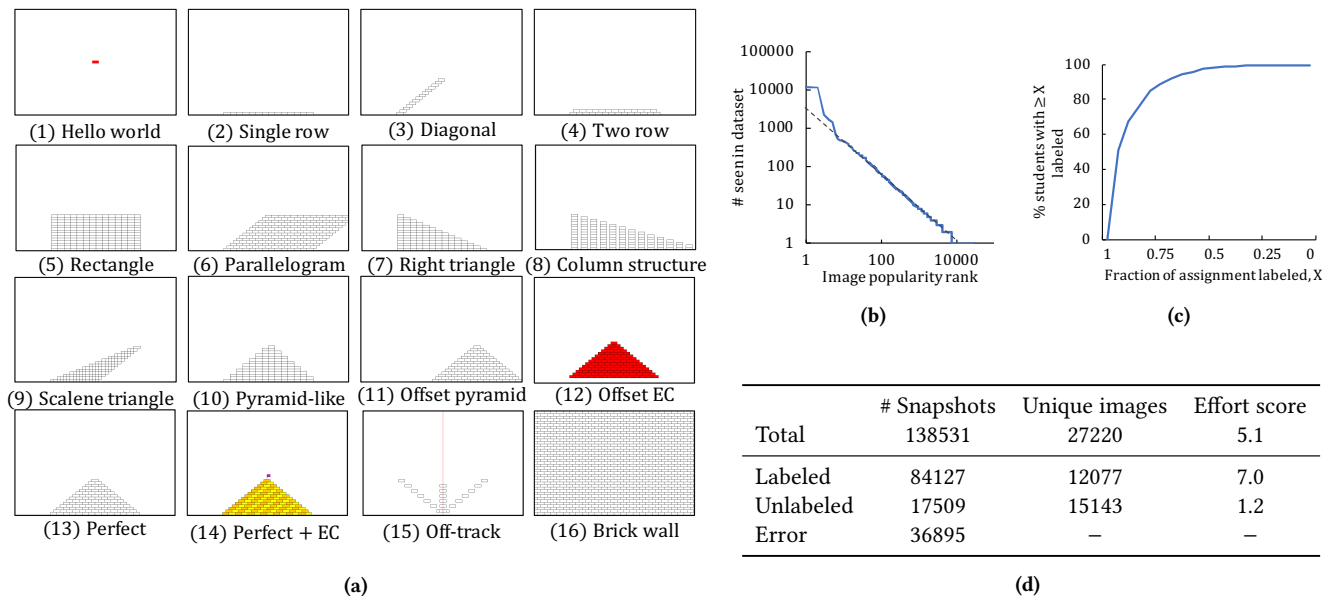 (1) Hello world
(2) Single row
(3) Diagonal
(4) Two row
(5) Rectangle
(6) Parallelogram
(7) Right triangle
(8) Column structure
(9) Scalene triangle
(10) Pyramid-like
(11) Offset pyramid
(12) Offset EC
(13) Perfect
(14) Perfect + EC
(15) Off-track
(16) Brick wall
(a)
# seen in dataset
100000
10000
1000
100
10
1
1 100 10000
Image popularity rank
(b)
% students with ≥ X
labeled
100
80
60
40
20
0
1 0.75 0.5 0.25 0
Fraction of assignment labeled, X
(c)
# Snapshots Unique images Effort score
Total 138531 27220 5.1
Labeled 84127 12077 7.0
Unlabeled 17509 15143 1.2
Error 36895 – –
(d)